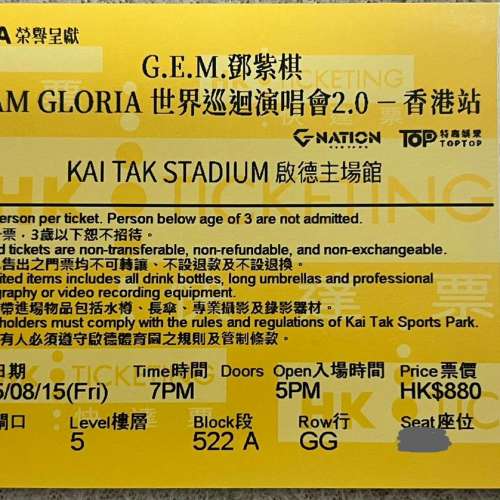 A 榮譽呈獻
G.E.M.鄧紫棋
AM GLORIA 世界巡迴演唱會2.0 – 香港站
G NATION TOP 特高娛樂 TOPTOP
KAI TAK STADIUM 啟德主場館
erson per ticket. Person below age of 3 are not admitted.
票，3歲以下恕不招待。
d tickets are non-transferable, non-refundable, and non-exchangeable.
售出之門票均不可轉讓、不設退款及不設退換。
ited items includes all drink bottles, long umbrellas and professional
graphy or video recording equipment.
帶進場物品包括水樽、長傘、專業攝影及錄影器材。
holders must comply with the rules and regulations of Kai Tak Sports Park.
有人必須遵守啟德體育園之規則及管制條款。
日期 Time時間 Doors Open入場時間 Price票價
5/08/15(Fri) 7PM 5PM HK$880
閘口 Level樓層 Block段 Row行 Seat座位
5 522 A GG